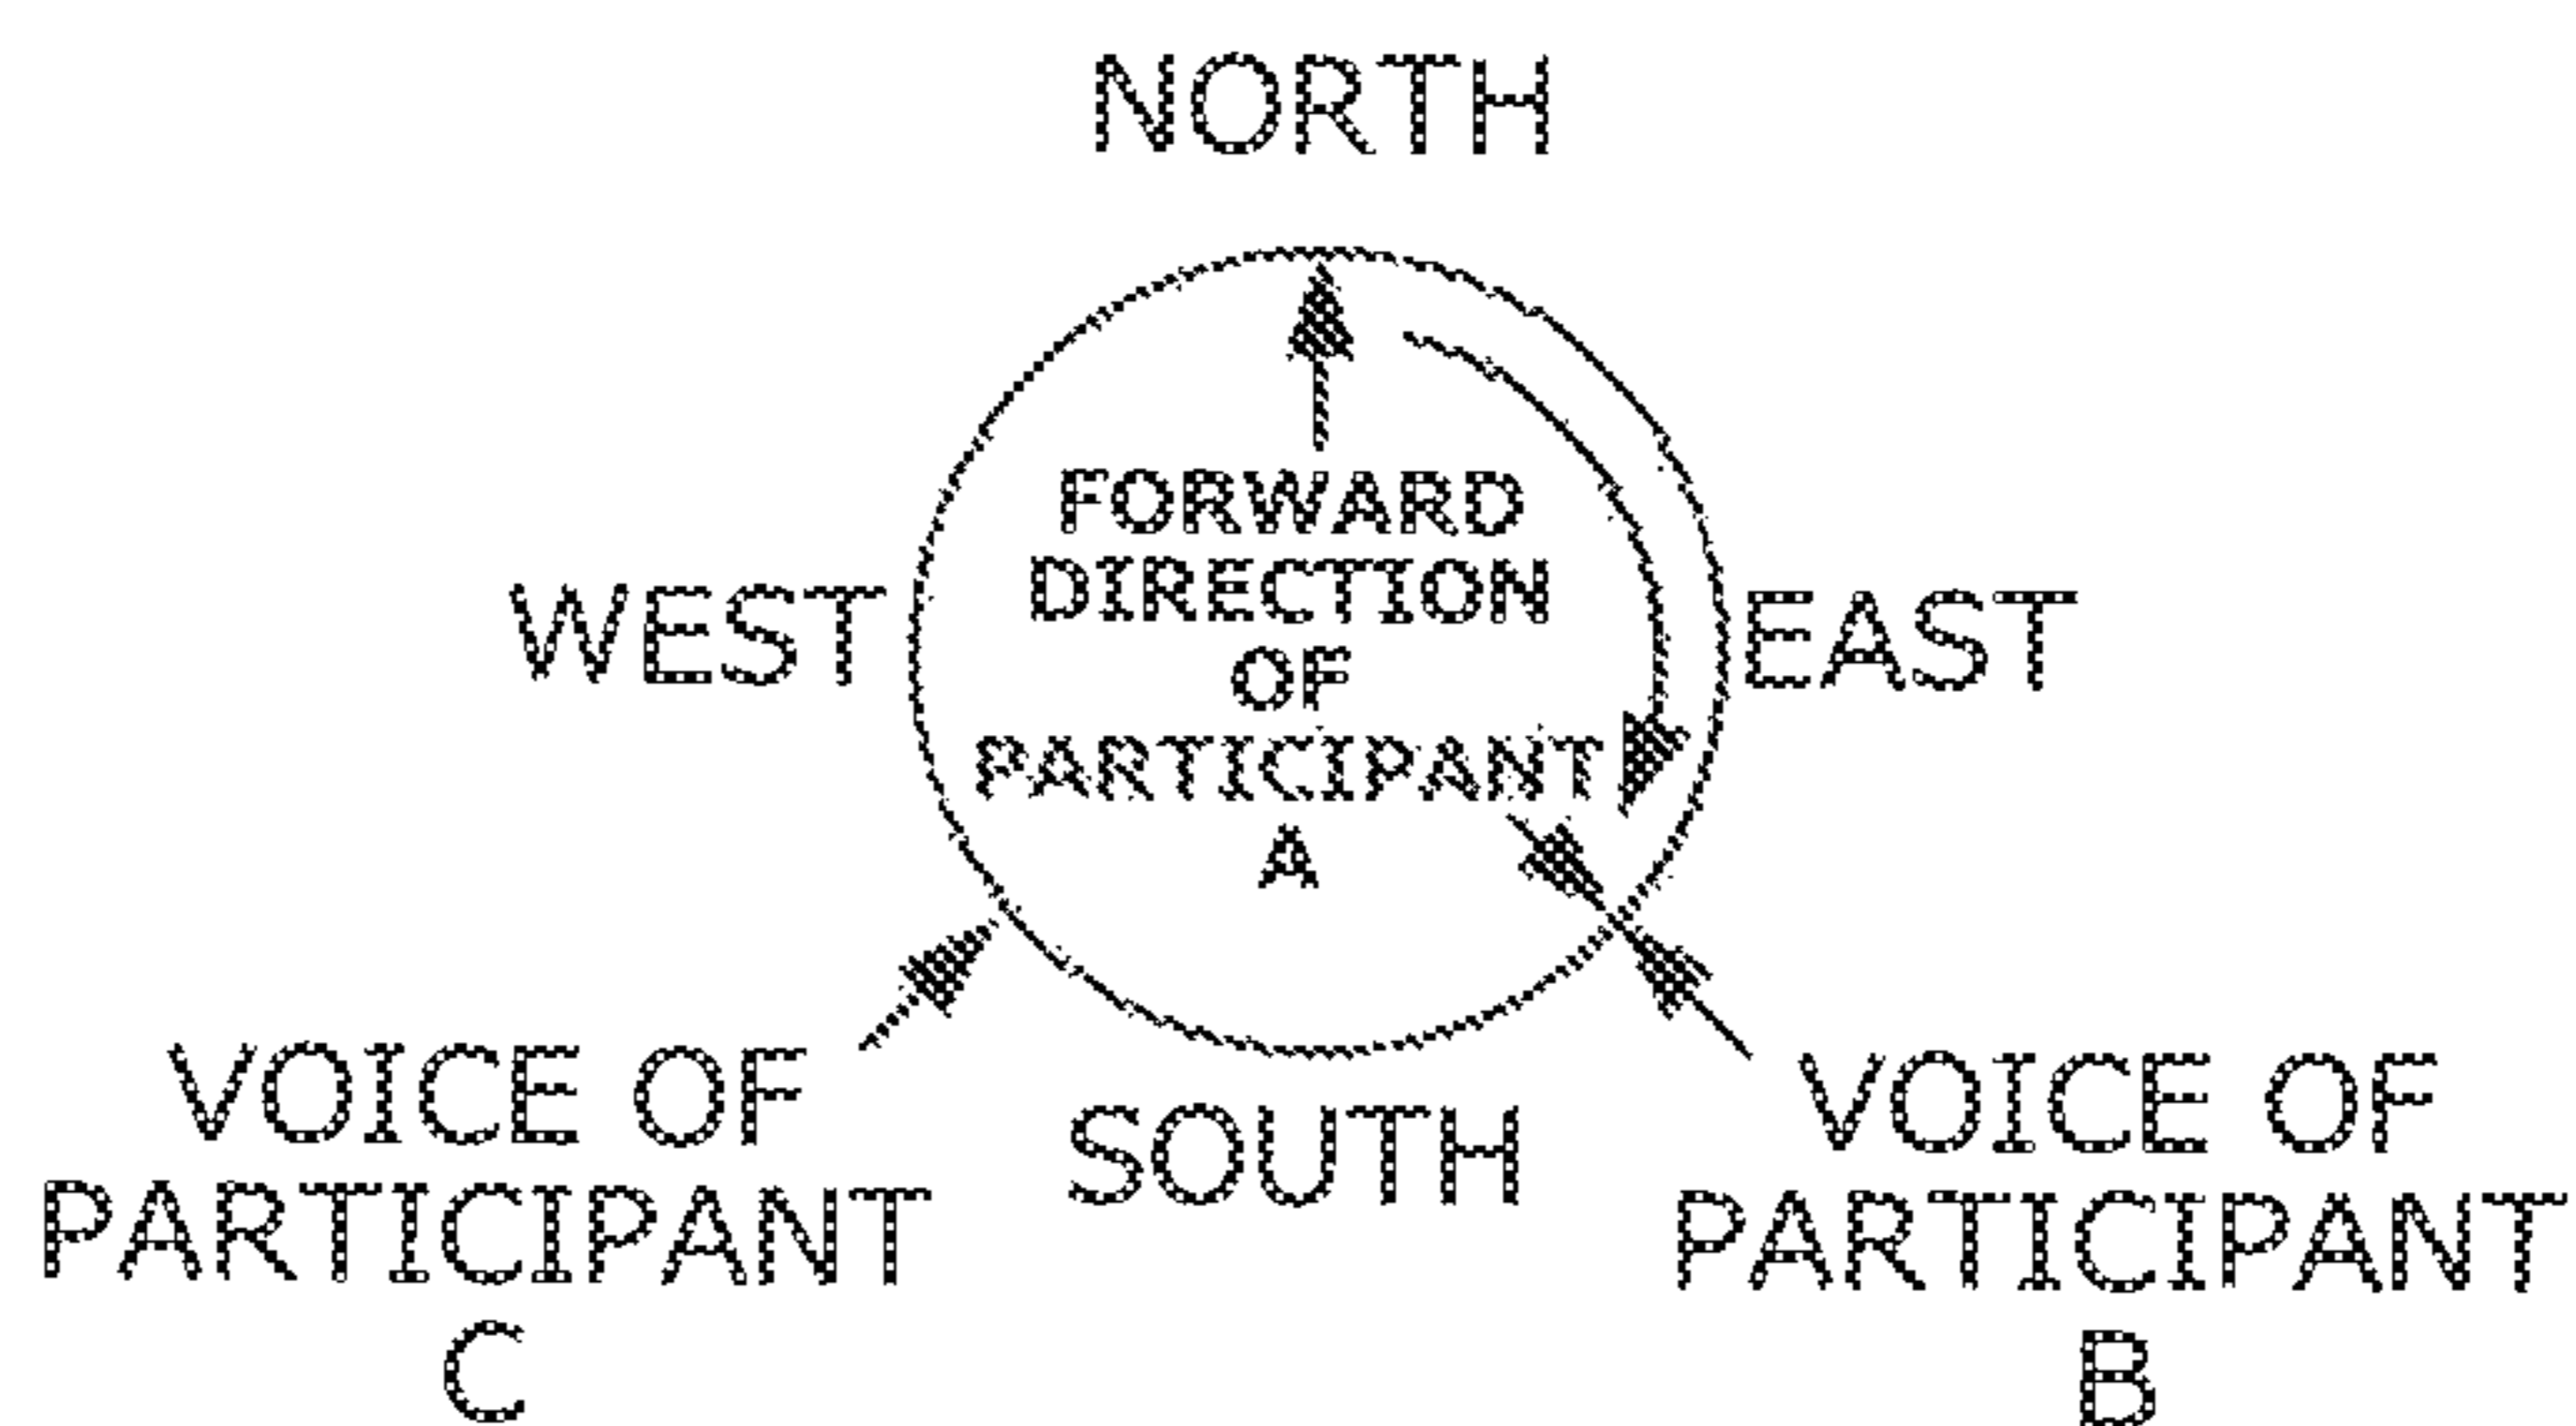 NORTH
FORWARD
DIRECTION
OF
PARTICIPANT
A
WEST
EAST
SOUTH
VOICE OF
PARTICIPANT
C
VOICE OF
PARTICIPANT
B